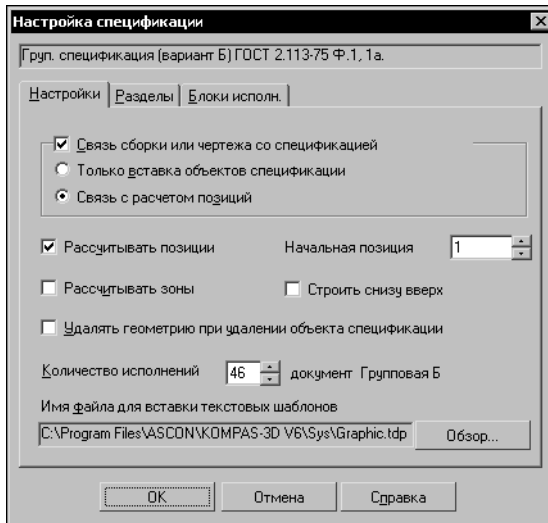 Настройка спецификации
Груп. спецификация (вариант Б) ГОСТ 2.113-75 Ф.1, 1а.
Настройки Разделы Блоки исполн.
Связь сборки или чертежа со спецификацией
Только вставка объектов спецификации
Связь с расчетом позиций
Рассчитывать позиции Начальная позиция 1
Рассчитывать зоны Строить снизу вверх
Удалять геометрию при удалении объекта спецификации
Количество исполнений 46 документ Групповая Б
Имя файла для вставки текстовых шаблонов
C:\Program Files\ASCON\KOMPAS-3D V6\Sys\Graphic.tdp Обзор...
OK Отмена Справка